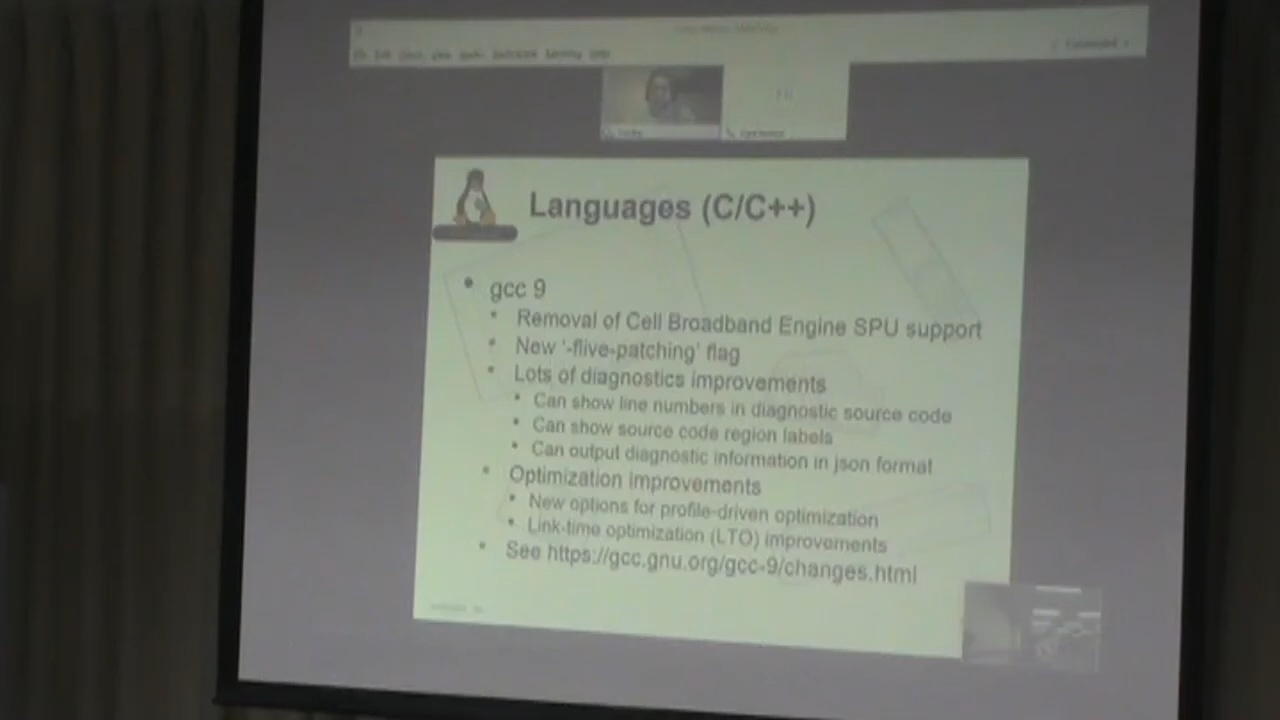 Languages (C/C++)
• gcc 9
• Removal of Cell Broadband Engine SPU support
• New '-flive-patching' flag
• Lots of diagnostics improvements
• Can show line numbers in diagnostic source code
• Can show source code region labels
• Can output diagnostic information in json format
• Optimization improvements
• New options for profile-driven optimization
• Link-time optimization (LTO) improvements
• See https://gcc.gnu.org/gcc-9/changes.html